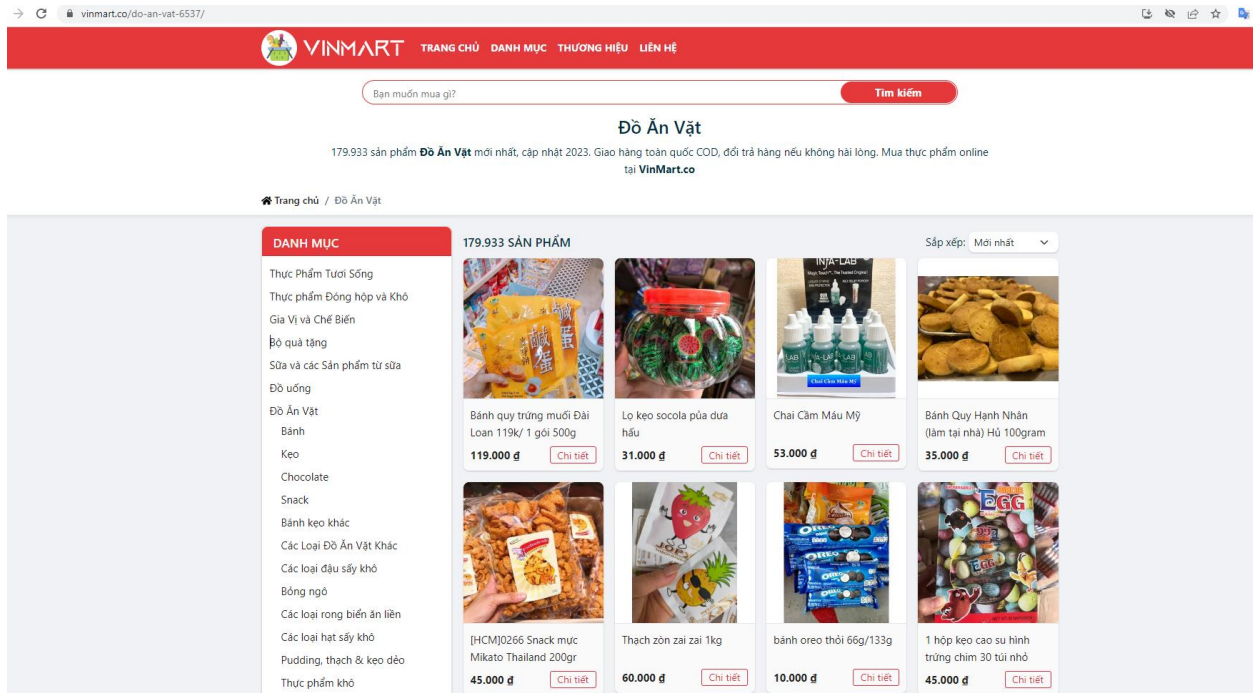 vinmart.co/do-an-vat-6537/
VINMART TRANG CHỦ DANH MỤC THƯƠNG HIỆU LIÊN HỆ
Bạn muốn mua gì? Tìm kiếm
Đồ Ăn Vặt
179.933 sản phẩm Đồ Ăn Vặt mới nhất, cập nhật 2023. Giao hàng toàn quốc COD, đổi trả hàng nếu không hài lòng. Mua thực phẩm online
tại VinMart.co
Trang chủ / Đồ Ăn Vặt
DANH MỤC
Thực Phẩm Tươi Sống
Thực phẩm Đóng hộp và Khô
Gia Vị và Chế Biến
Bó quà tặng
Sữa và các Sản phẩm từ sữa
Đồ uống
Đồ Ăn Vặt
Bánh
Kẹo
Chocolate
Snack
Bánh kẹo khác
Các Loại Đồ Ăn Vặt Khác
Các loại đậu sấy khô
Bỏng ngô
Các loại rong biển ăn liền
Các loại hạt sấy khô
Pudding, thạch & kẹo dẻo
Thực phẩm khô
179.933 SẢN PHẨM
Sắp xếp: Mới nhất
INFA-LAB
LAB
Chai Cầm Máu Mỹ
Bánh quy trứng muối Đài
Loan 119k/ 1 gói 500g
119.000 ₫ Chi tiết
Lọ kẹo socola pủa dưa
hấu
31.000 ₫ Chi tiết
Chai Cầm Máu Mỹ
53.000 ₫ Chi tiết
Bánh Quy Hạnh Nhân
(làm tại nhà) Hủ 100gram
35.000 ₫ Chi tiết
OREO
EGG
[HCM]0266 Snack mực
Mikato Thailand 200gr
45.000 ₫ Chi tiết
Thạch zòn zai zai 1kg
60.000 ₫ Chi tiết
bánh oreo thỏi 66g/133g
10.000 ₫ Chi tiết
1 hộp kẹo cao su hình
trứng chim 30 túi nhỏ
45.000 ₫ Chi tiết